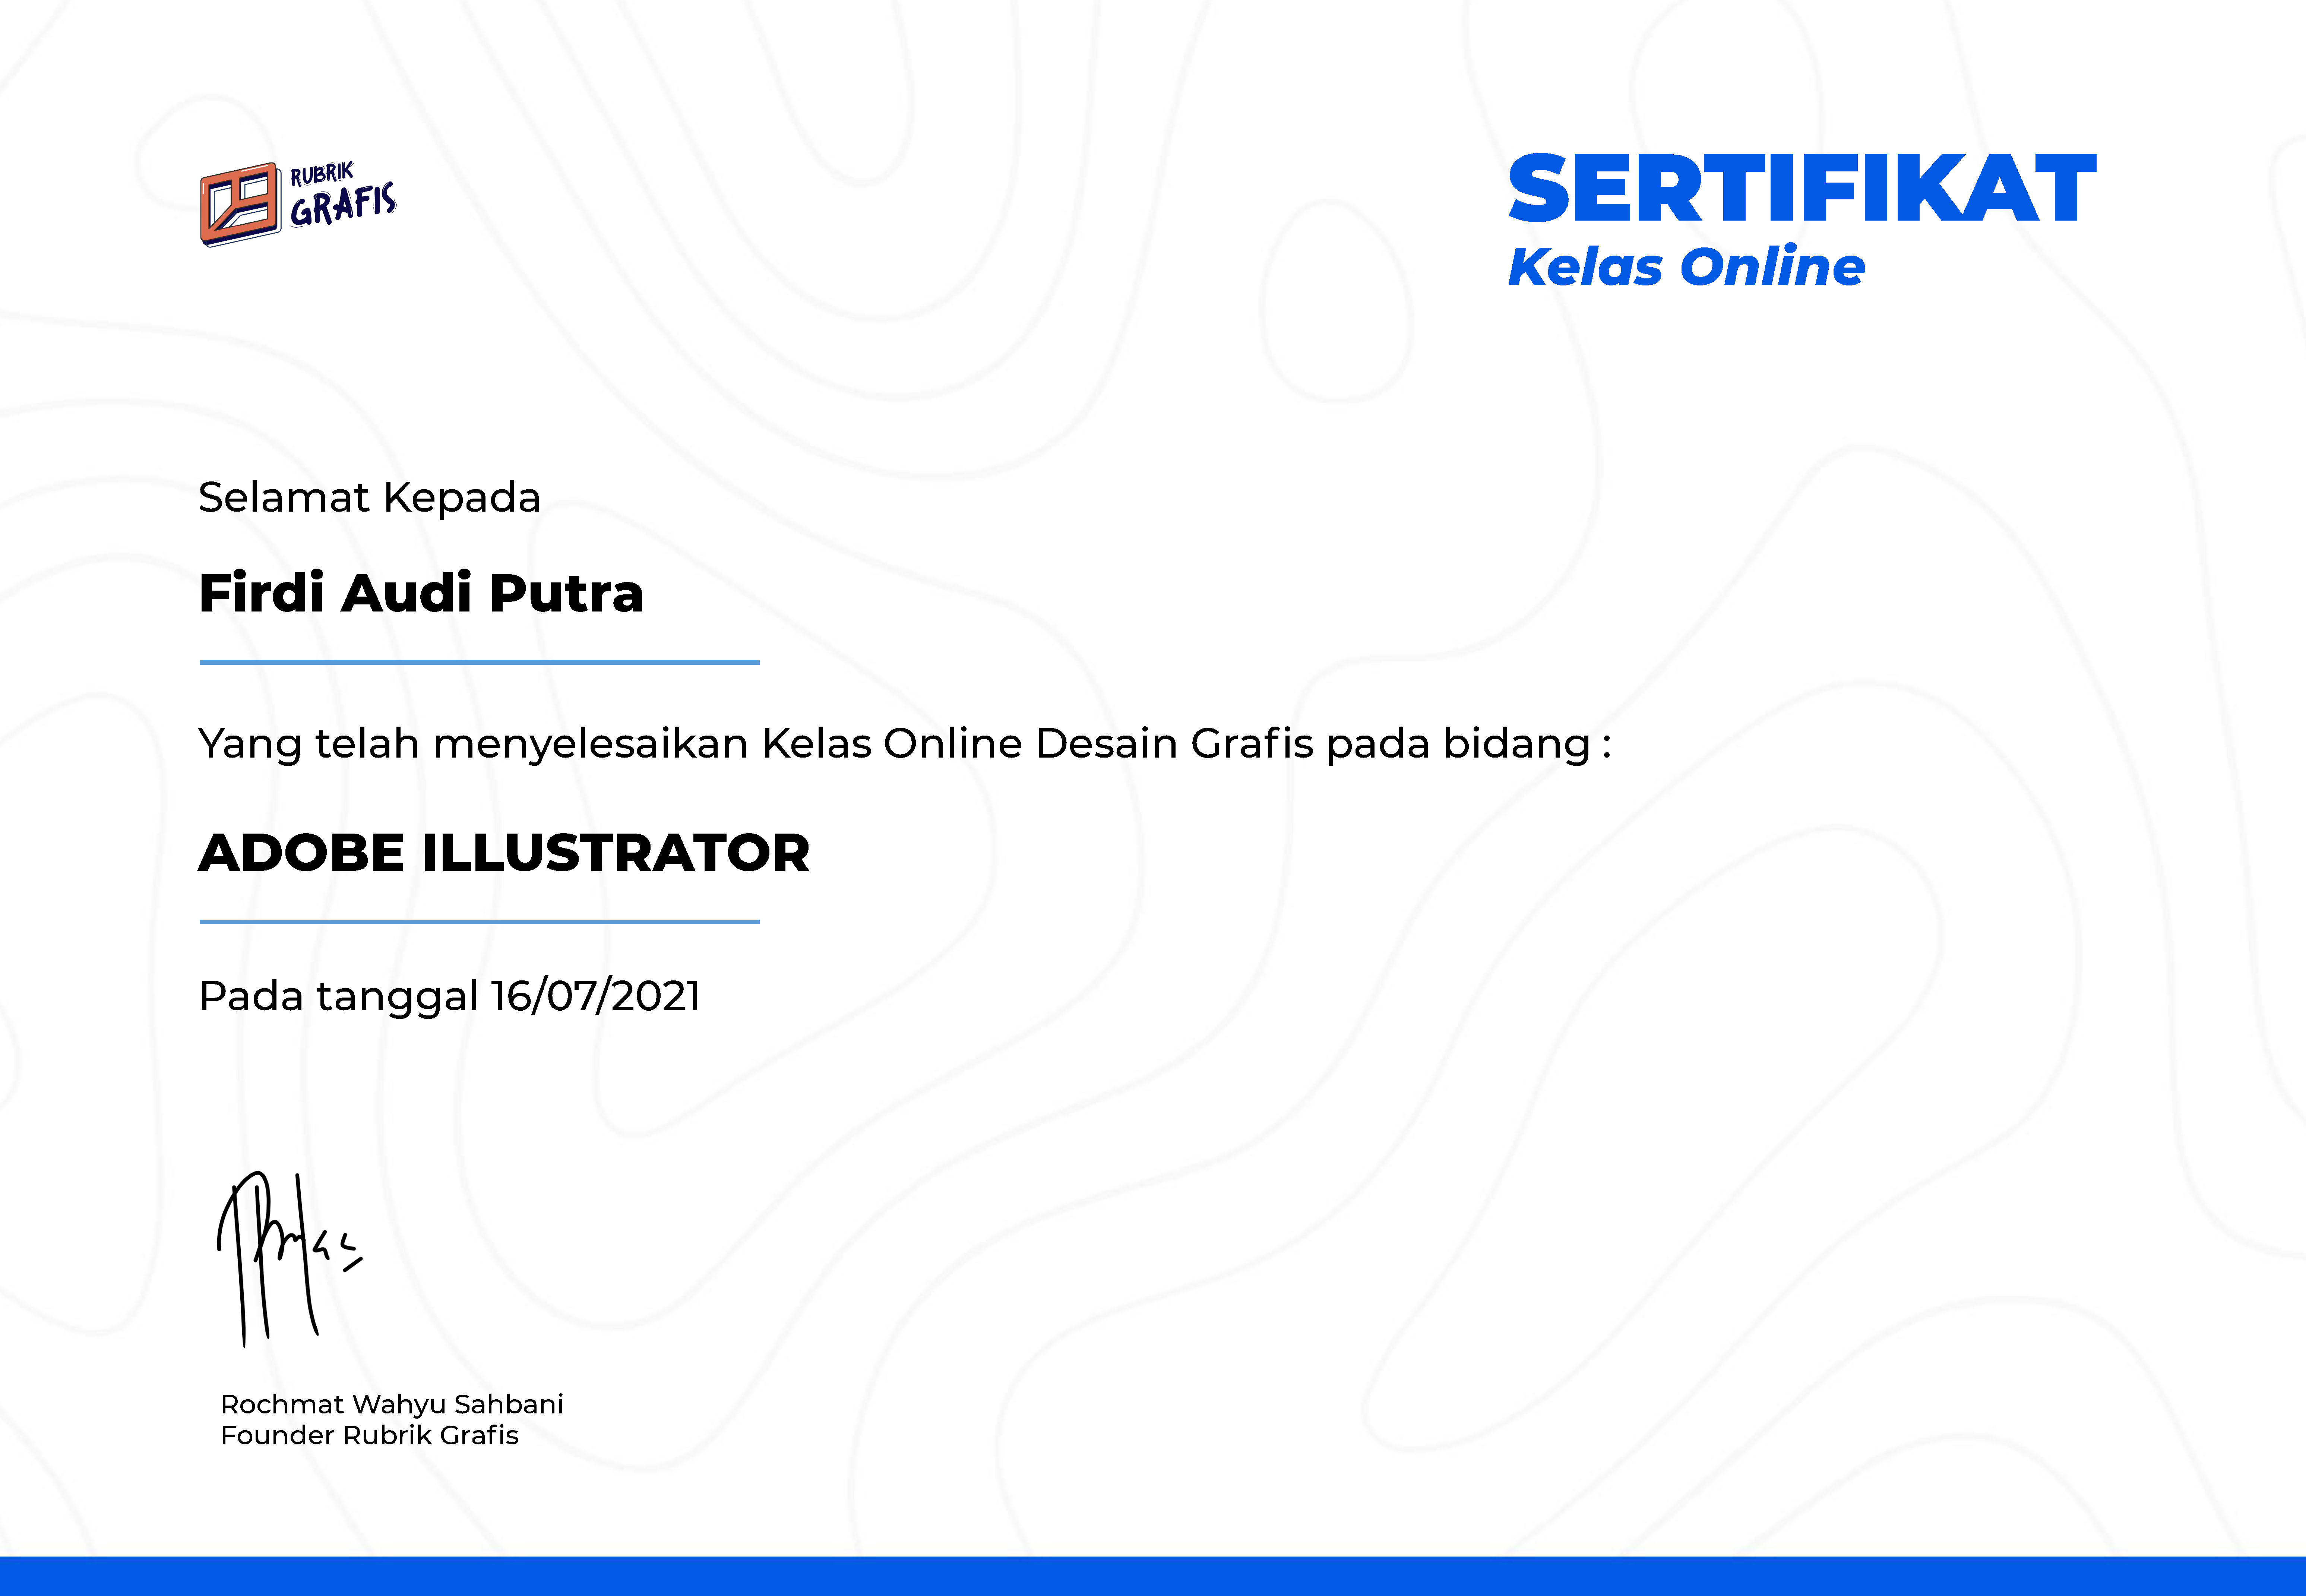 RUBRIK
GRAFIS
SERTIFIKAT
Kelas Online
Selamat Kepada
Firdi Audi Putra
Yang telah menyelesaikan Kelas Online Desain Grafis pada bidang :
ADOBE ILLUSTRATOR
Pada tanggal 16/07/2021
Rochmat Wahyu Sahbani
Founder Rubrik Grafis